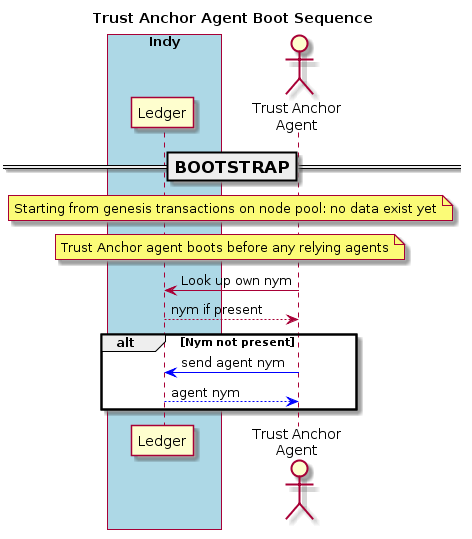 Trust Anchor Agent Boot Sequence
Indy
Ledger
Trust Anchor
Agent
BOOTSTRAP
Starting from genesis transactions on node pool: no data exist yet
Trust Anchor agent boots before any relying agents
Look up own nym
nym if present
alt [Nym not present]
send agent nym
agent nym
Ledger
Trust Anchor
Agent